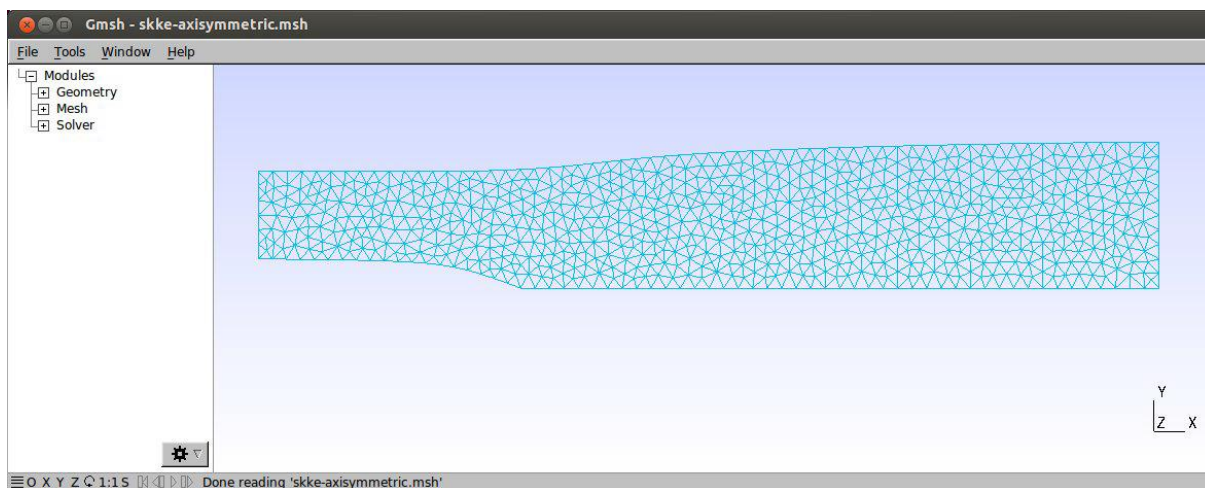 Gmsh - skke-axisymmetric.msh
File Tools Window Help
Modules
Geometry
Mesh
Solver
Y
Z X
O X Y Z 1:1 S Done reading 'skke-axisymmetric.msh'